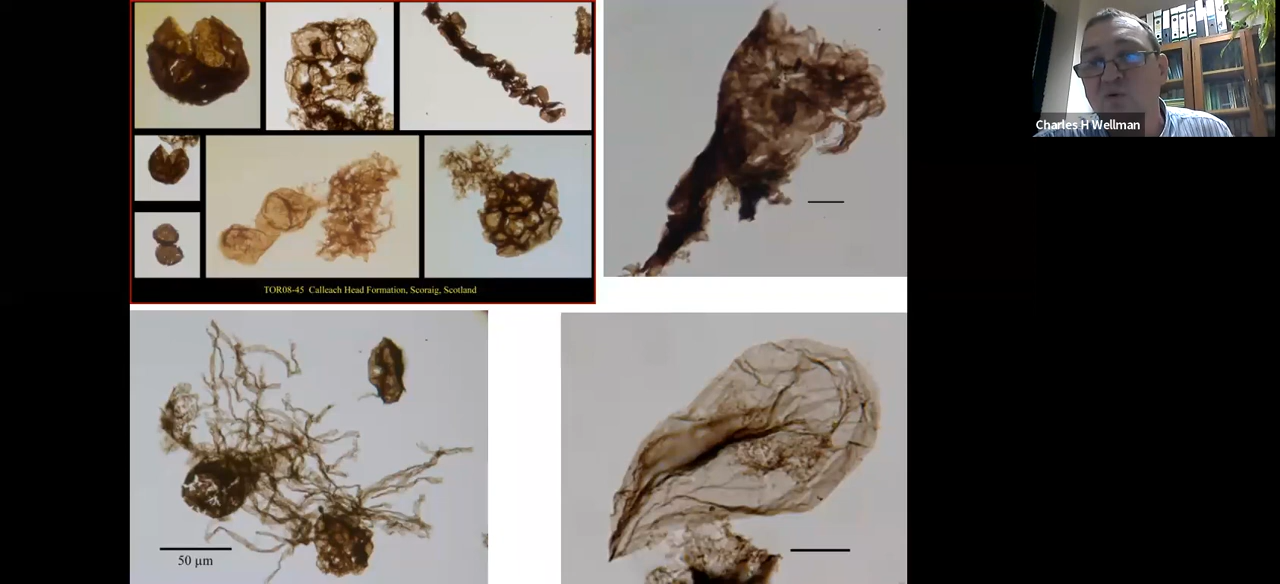 Charles H Wellman
TOR08-45 Calleach Head Formation, Scoraig, Scotland
50 µm